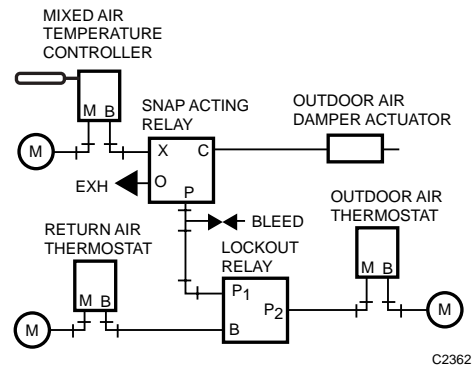 MIXED AIR
TEMPERATURE
CONTROLLER
M B
SNAP ACTING
RELAY
OUTDOOR AIR
DAMPER ACTUATOR
M
X
C
O
P
EXH
BLEED
OUTDOOR AIR
THERMOSTAT
RETURN AIR
THERMOSTAT
LOCKOUT
RELAY
M B
M B
P1
P2
B
M
M
C2362